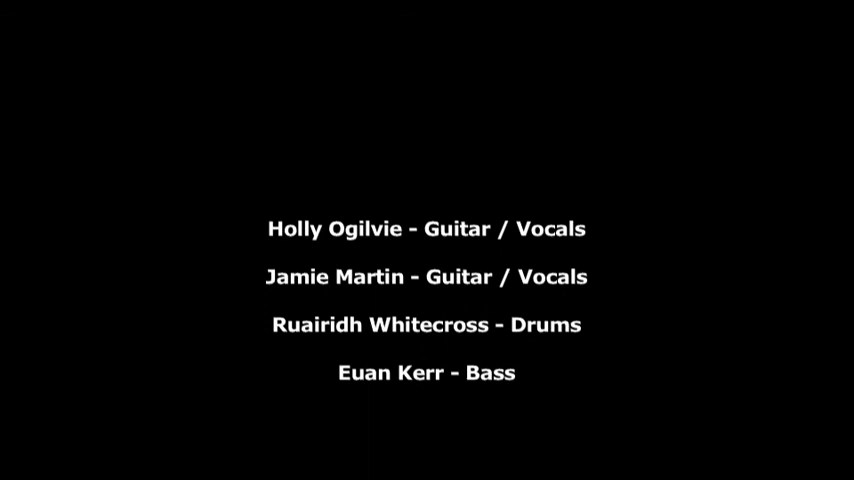 Holly Ogilvie - Guitar / Vocals
Jamie Martin - Guitar / Vocals
Ruairidh Whitecross - Drums
Euan Kerr - Bass